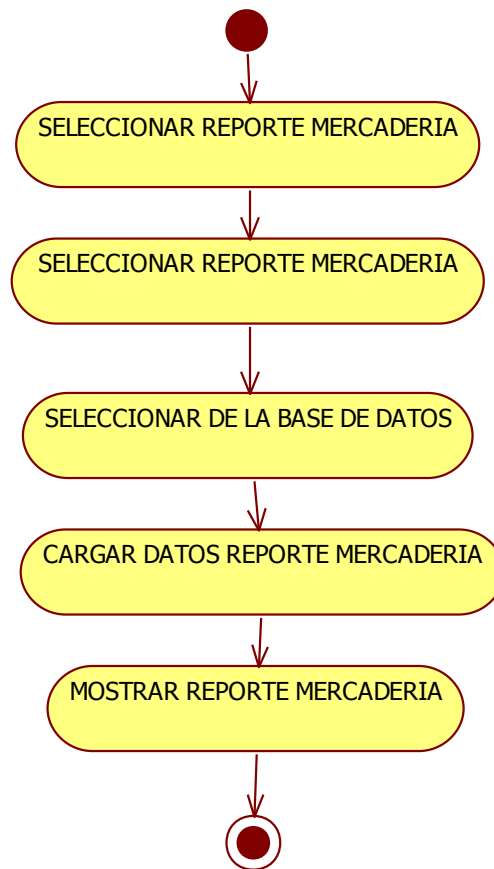 SELECCIONAR REPORTE MERCADERIA
SELECCIONAR REPORTE MERCADERIA
SELECCIONAR DE LA BASE DE DATOS
CARGAR DATOS REPORTE MERCADERIA
MOSTRAR REPORTE MERCADERIA